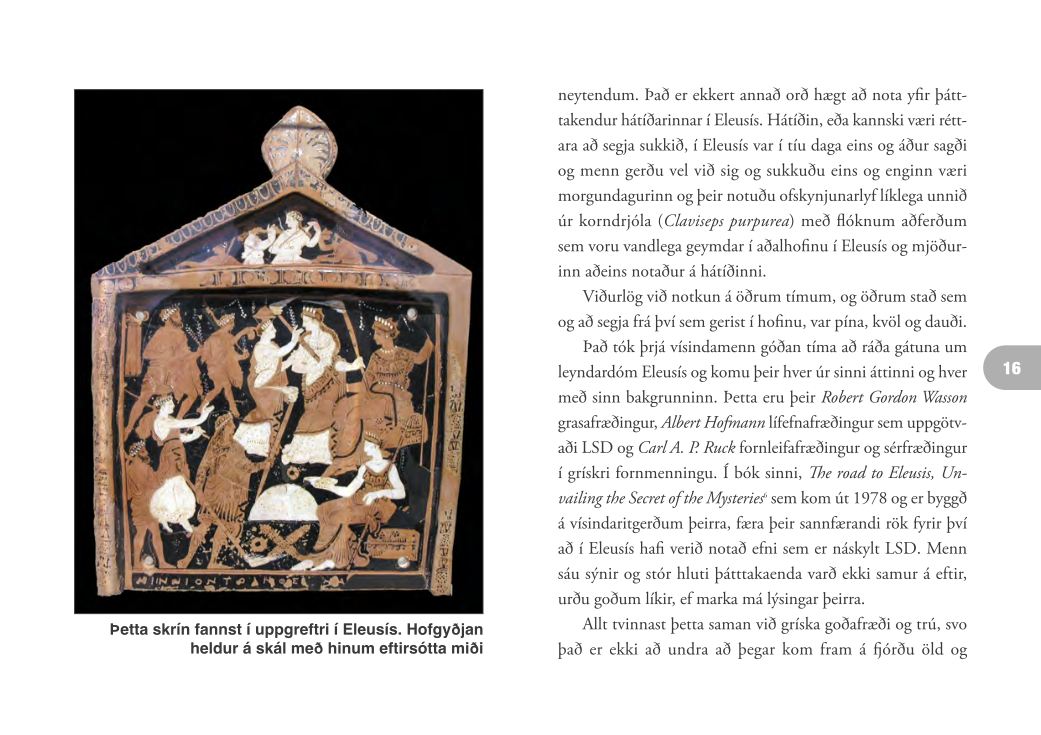 Þetta skrín fannst í uppgreftri í Eleusís. Hofgyðjan
heldur á skál með hinum eftirsótta miði
neytendum. Það er ekkert annað orð hægt að nota yfir þátt-
takendur hátíðarinnar í Eleusís. Hátíðin, eða kannski væri rétt-
ara að segja sukkið, í Eleusís var í tíu daga eins og áður sagði
og menn gerðu vel við sig og sukkuðu eins og enginn væri
morgundagurinn og þeir notuðu ofskynjunarlyf líklega unnið
úr korndrjóla (Claviseps purpurea) með flóknum aðferðum
sem voru vandlega geymdar í aðalhofinu í Eleusís og mjöður-
inn aðeins notaður á hátíðinni.
Viðurlög við notkun á öðrum tímum, og öðrum stað sem
og að segja frá því sem gerist í hofinu, var pína, kvöl og dauði.
Það tók þrjá vísindamenn góðan tíma að ráða gátuna um
leyndardóm Eleusís og komu þeir hver úr sinni áttinni og hver
með sinn bakgrunninn. Þetta eru þeir Robert Gordon Wasson
grasafræðingur, Albert Hofmann lífefnafræðingur sem uppgötv-
aði LSD og Carl A. P. Ruck fornleifafræðingur og sérfræðingur
í grískri fornmenningu. Í bók sinni, The road to Eleusis, Un-
vailing the Secret of the Mysteries⁶ sem kom út 1978 og er byggð
á vísindaritgerðum þeirra, færa þeir sannfærandi rök fyrir því
að í Eleusís hafi verið notað efni sem er náskylt LSD. Menn
sáu sýnir og stór hluti þátttakaenda varð ekki samur á eftir,
urðu goðum líkir, ef marka má lýsingar þeirra.
Allt tvinnast þetta saman við gríska goðafræði og trú, svo
það er ekki að undra að þegar kom fram á fjórðu öld og
16